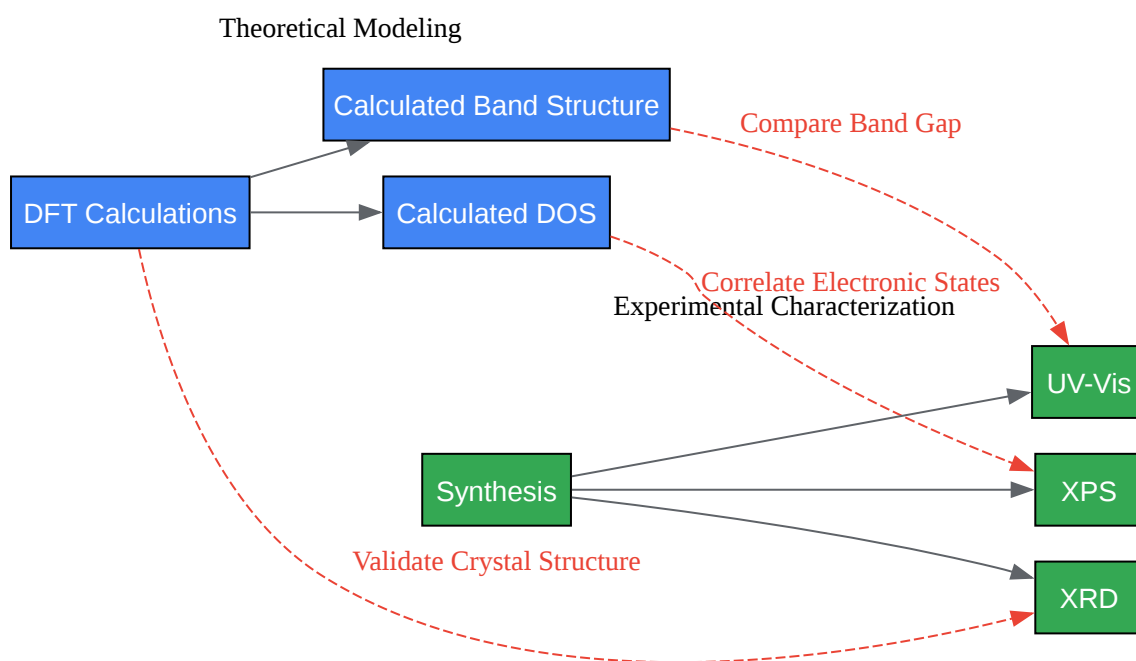 Theoretical Modeling
Calculated Band Structure
Compare Band Gap
DFT Calculations
Calculated DOS
Correlate Electronic States
Experimental Characterization
UV-Vis
Synthesis
XPS
Validate Crystal Structure
XRD